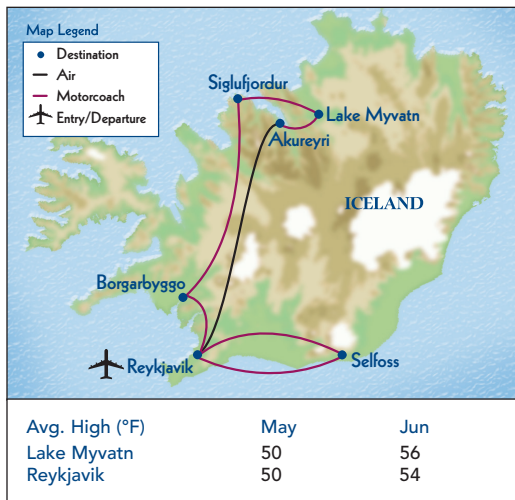 Map Legend
Destination
Air
Motorcoach
Entry/Departure
Siglufjordur
Lake Myvatn
Akureyri
ICELAND
Borgarbyggo
Reykjavik
Selfoss
Avg. High (°F) May Jun
Lake Myvatn 50 56
Reykjavik 50 54